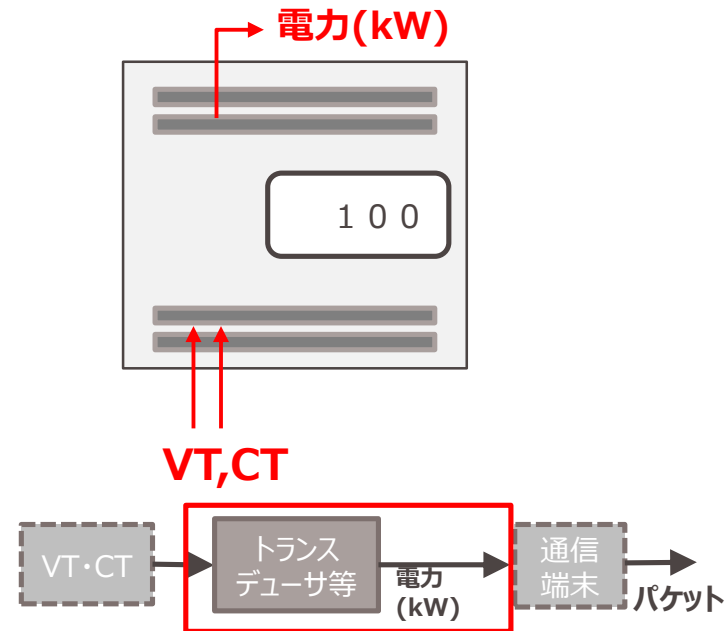 電力(kW)
１００
VT,CT
VT・CT
トランス
デューサ等
電力
(kW)
通信
端末
パケット